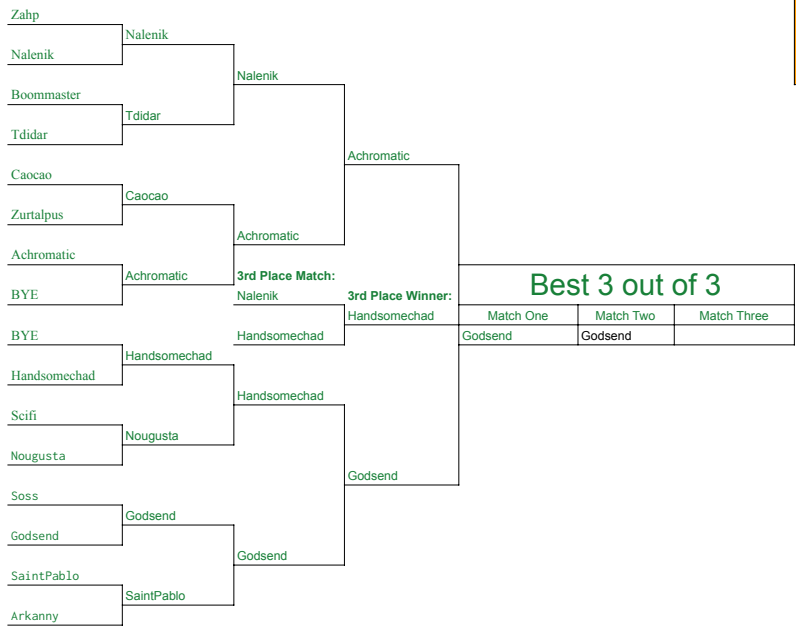 Zahp
Nalenik
Nalenik
Nalenik
Boommaster
Tdidar
Tdidar
Achromatic
Caocao
Caocao
Zurtalpus
Achromatic
Achromatic
Achromatic
3rd Place Match:
BYE
Nalenik
3rd Place Winner:
Best 3 out of 3
Handsomechad
Match One
Match Two
Match Three
BYE
Handsomechad
Godsend
Godsend
Handsomechad
Handsomechad
Handsomechad
Scifi
Nougusta
Nougusta
Godsend
Soss
Godsend
Godsend
Godsend
SaintPablo
SaintPablo
Arkanny